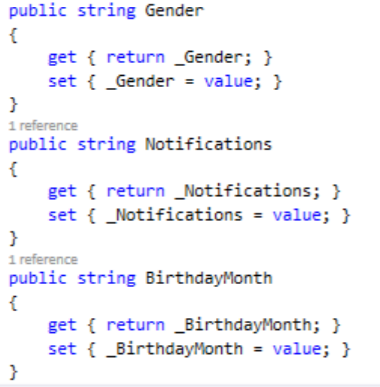 public string Gender
{
    get { return _Gender; }
    set { _Gender = value; }
}
1 reference
public string Notifications
{
    get { return _Notifications; }
    set { _Notifications = value; }
}
1 reference
public string BirthdayMonth
{
    get { return _BirthdayMonth; }
    set { _BirthdayMonth = value; }
}